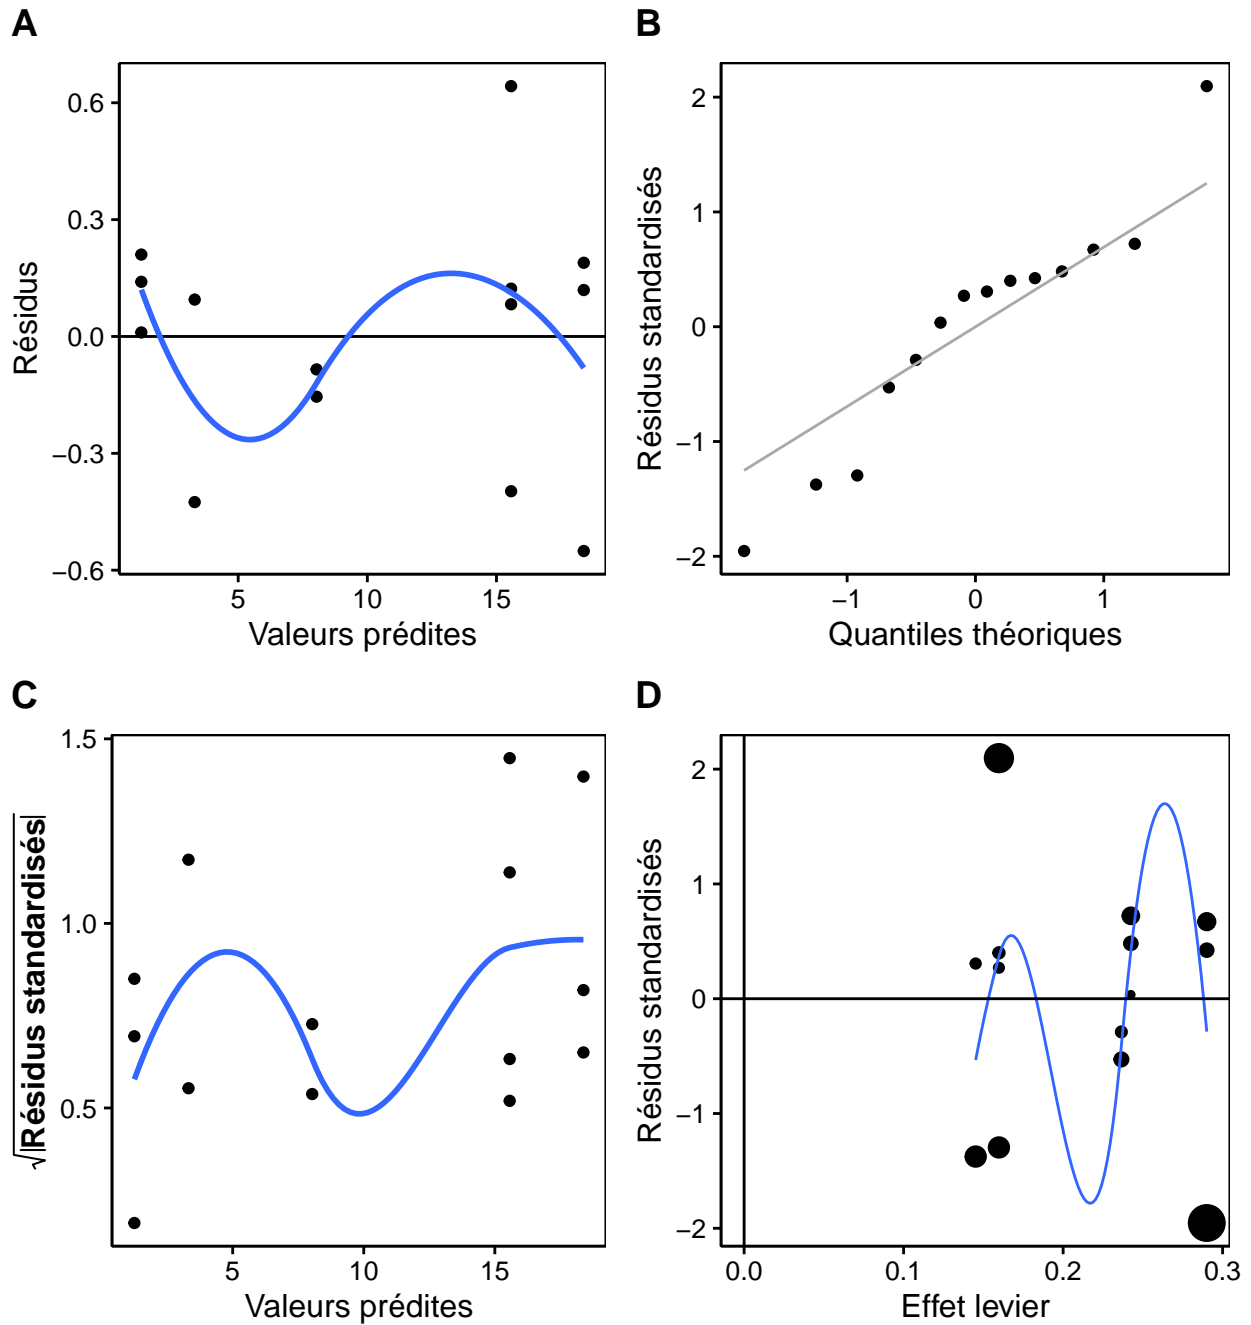 A
0.6
0.3
0.0
−0.3
−0.6
Résidus
5 10 15
Valeurs prédites
B
2
1
0
−1
−2
Résidus standardisés
−1 0 1
Quantiles théoriques
C
1.5
1.0
0.5
√|Résidus standardisés|
5 10 15
Valeurs prédites
D
2
1
0
−1
−2
Résidus standardisés
0.0 0.1 0.2 0.3
Effet levier